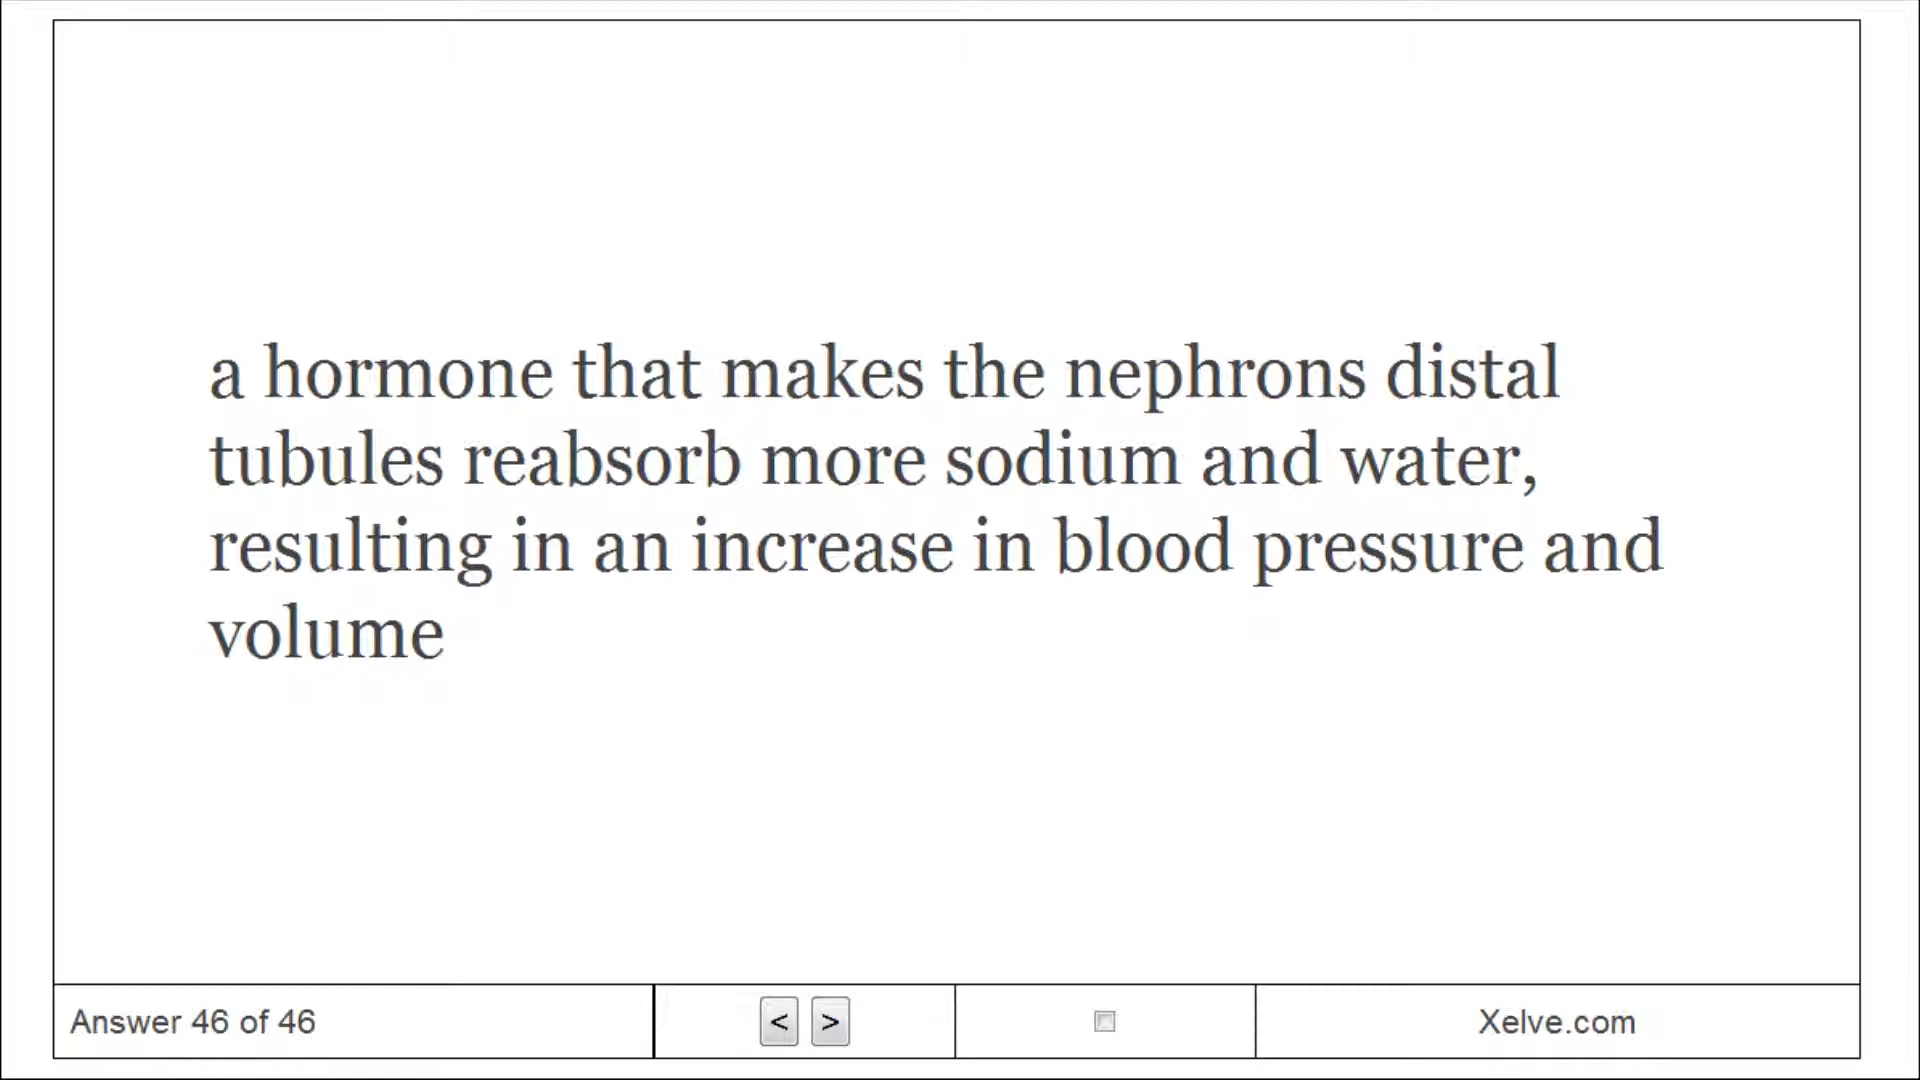 a hormone that makes the nephrons distal
tubules reabsorb more sodium and water,
resulting in an increase in blood pressure and
volume
Answer 46 of 46
< >
Xelve.com